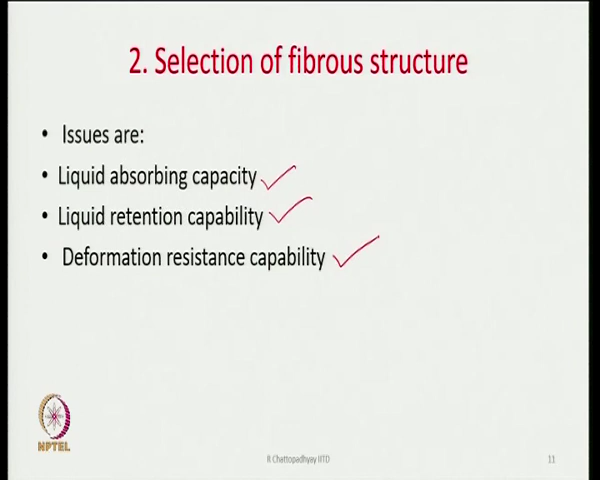 2. Selection of fibrous structure
• Issues are:
• Liquid absorbing capacity
• Liquid retention capability
• Deformation resistance capability
NPTEL
R Chattopadhyay IITD
11